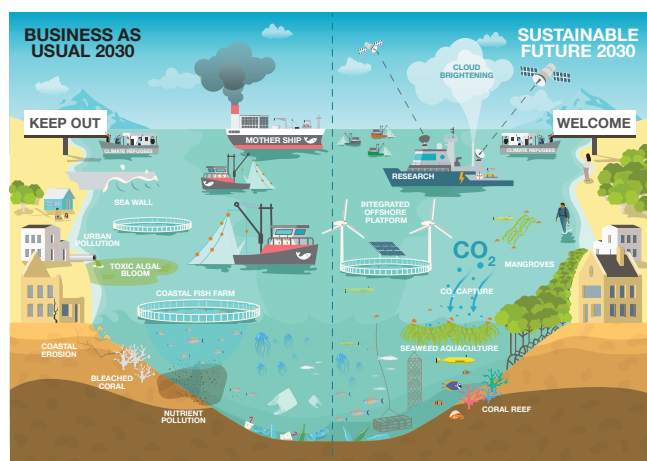 BUSINESS AS
USUAL 2030
KEEP OUT
CLIMATE REFUGEES
MOTHER SHIP
SEA WALL
URBAN
POLLUTION
TOXIC ALGAL
BLOOM
COASTAL FISH FARM
COASTAL
EROSION
BLEACHED
CORAL
NUTRIENT
POLLUTION
SUSTAINABLE
FUTURE 2030
CLOUD
BRIGHTENING
WELCOME
CLIMATE REFUGEES
RESEARCH
INTEGRATED
OFFSHORE
PLATFORM
CO2
MANGROVES
CO2 CAPTURE
SEAWEED AQUACULTURE
CORAL REEF